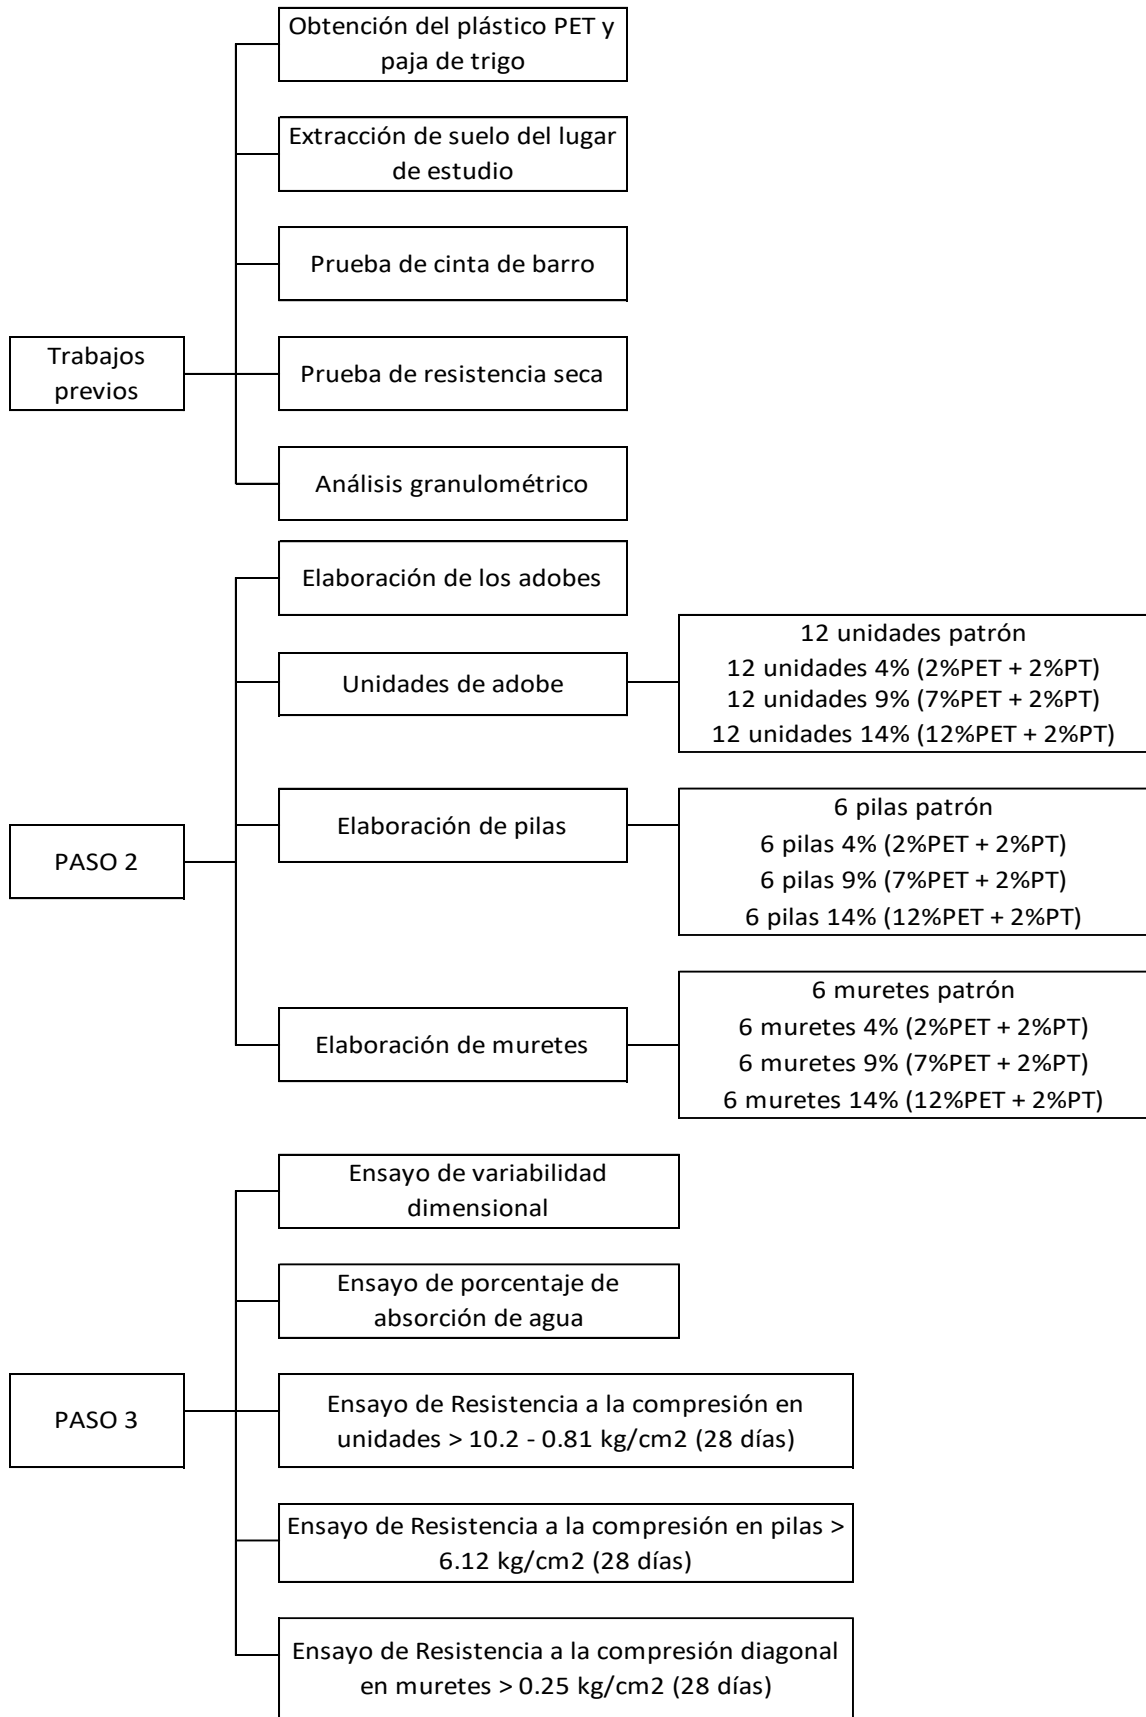 Obtención del plástico PET y
paja de trigo
Extracción de suelo del lugar
de estudio
Prueba de cinta de barro
Trabajos
previos
Prueba de resistencia seca
Análisis granulométrico
Elaboración de los adobes
Unidades de adobe
12 unidades patrón
12 unidades 4% (2%PET + 2%PT)
12 unidades 9% (7%PET + 2%PT)
12 unidades 14% (12%PET + 2%PT)
PASO 2
Elaboración de pilas
6 pilas patrón
6 pilas 4% (2%PET + 2%PT)
6 pilas 9% (7%PET + 2%PT)
6 pilas 14% (12%PET + 2%PT)
Elaboración de muretes
6 muretes patrón
6 muretes 4% (2%PET + 2%PT)
6 muretes 9% (7%PET + 2%PT)
6 muretes 14% (12%PET + 2%PT)
Ensayo de variabilidad
dimensional
Ensayo de porcentaje de
absorción de agua
PASO 3
Ensayo de Resistencia a la compresión en
unidades > 10.2 - 0.81 kg/cm2 (28 días)
Ensayo de Resistencia a la compresión en pilas >
6.12 kg/cm2 (28 días)
Ensayo de Resistencia a la compresión diagonal
en muretes > 0.25 kg/cm2 (28 días)